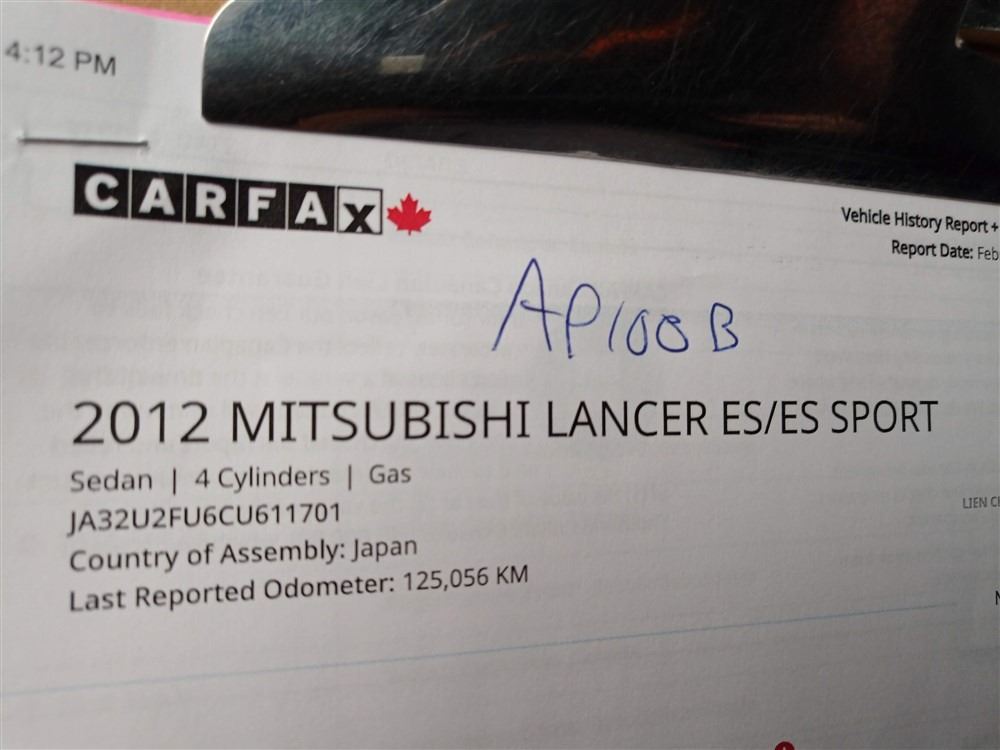 4:12 PM
CARFAX
Vehicle History Report +
Report Date: Feb
AP100B
2012 MITSUBISHI LANCER ES/ES SPORT
Sedan | 4 Cylinders | Gas
LIEN
JA32U2FU6CU611701
Country of Assembly: Japan
Last Reported Odometer: 125,056 KM